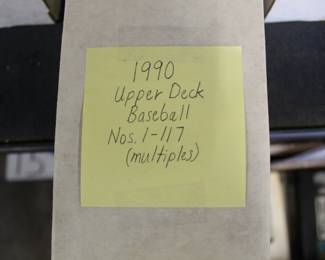 1990
Upper Deck
Baseball
Nos. 1-117
(multiples)